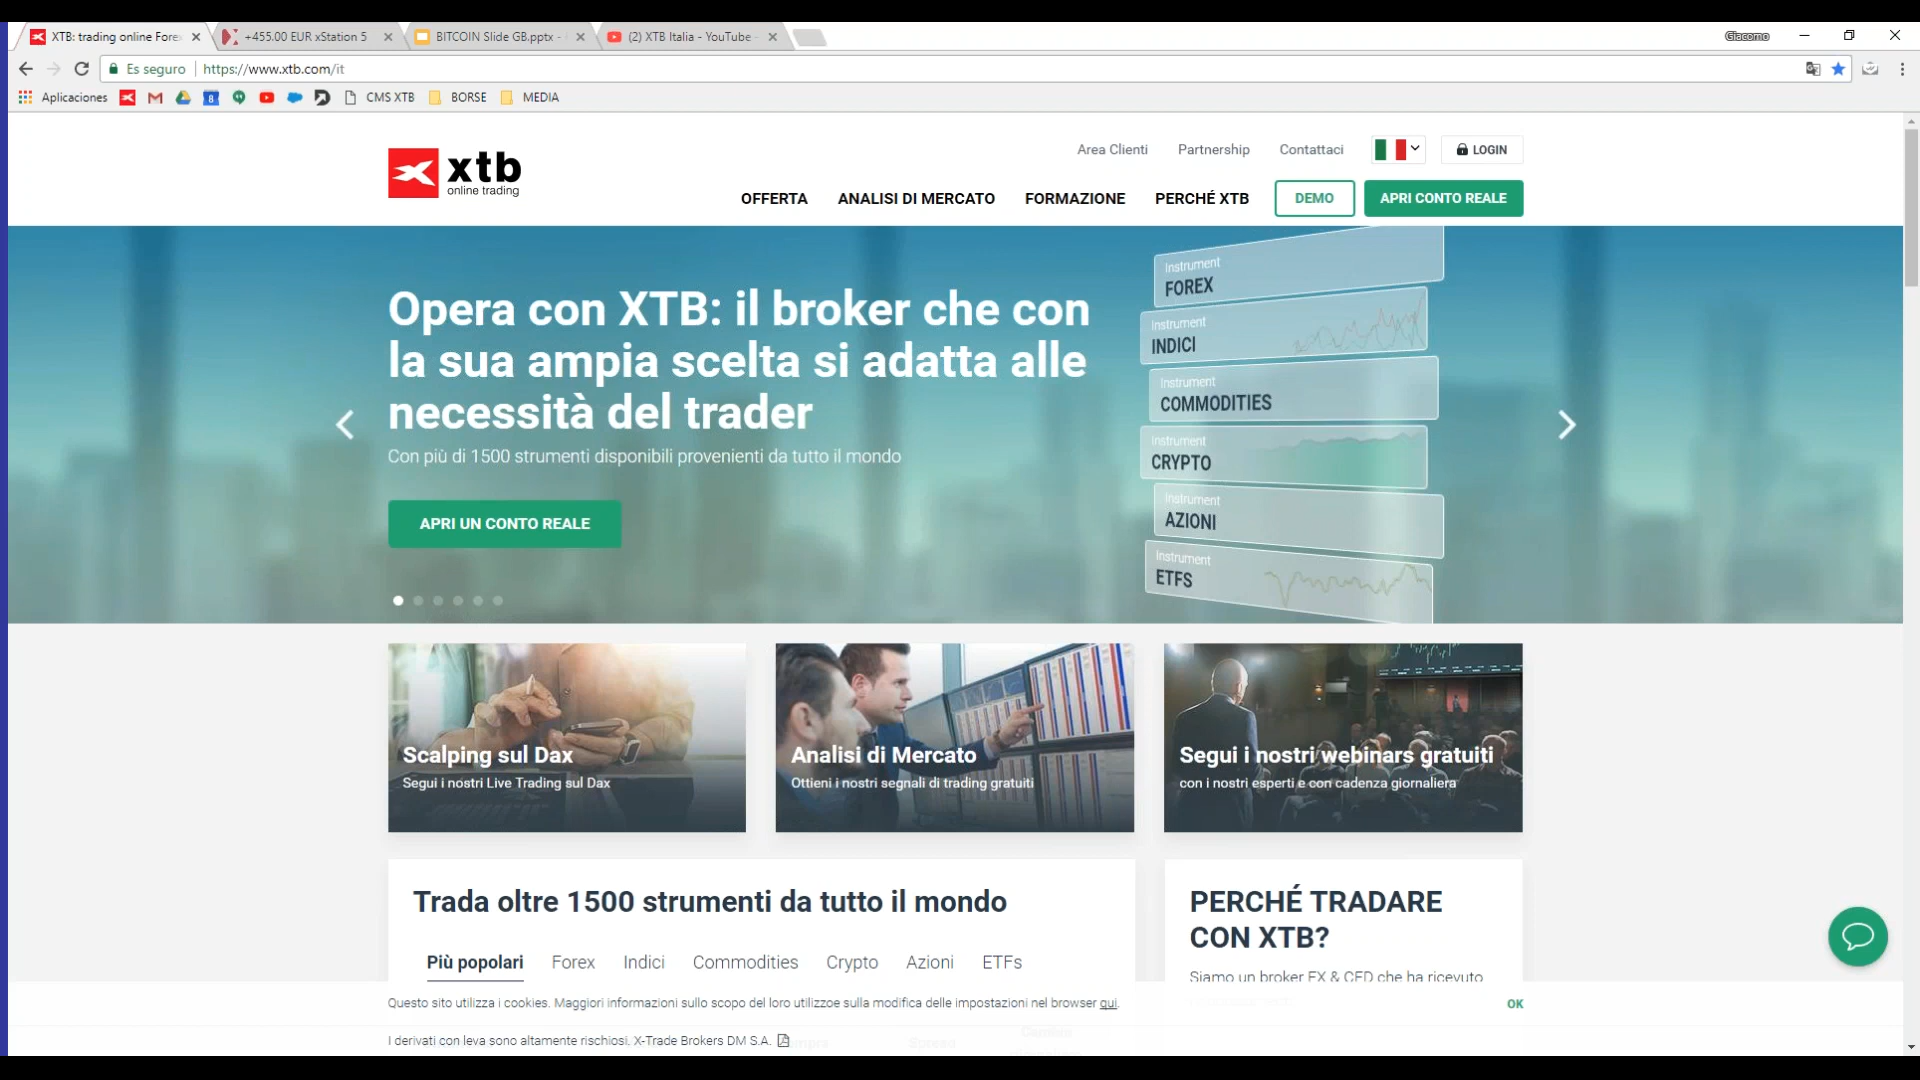 XTB: trading online Fore
+455.00 EUR xStation 5
BITCOIN Slide GB.pptx -
(2) XTB Italia - YouTube -
Giacomo
Es seguro
https://www.xtb.com/it
Aplicaciones
CMS XTB
BORSE
MEDIA
Area Clienti
Partnership
Contattaci
LOGIN
xtb
online trading
OFFERTA
ANALISI DI MERCATO
FORMAZIONE
PERCHÉ XTB
DEMO
APRI CONTO REALE
Opera con XTB: il broker che con
la sua ampia scelta si adatta alle
necessità del trader
Con più di 1500 strumenti disponibili provenienti da tutto il mondo
APRI UN CONTO REALE
Instrument
FOREX
Instrument
INDICI
Instrument
COMMODITIES
Instrument
CRYPTO
Instrument
AZIONI
Instrument
ETFS
Scalping sul Dax
Segui i nostri Live Trading sul Dax
Analisi di Mercato
Ottieni i nostri segnali di trading gratuiti
Segui i nostri webinars gratuiti
con i nostri esperti e con cadenza giornaliera
Trada oltre 1500 strumenti da tutto il mondo
Più popolari
Forex
Indici
Commodities
Crypto
Azioni
ETFs
PERCHÉ TRADARE
CON XTB?
Siamo un broker FX & CFD che ha ricevuto
Questo sito utilizza i cookies. Maggiori informazioni sullo scopo del loro utilizzoe sulla modifica delle impostazioni nel browser qui.
OK
I derivati con leva sono altamente rischiosi. X-Trade Brokers DM S.A.